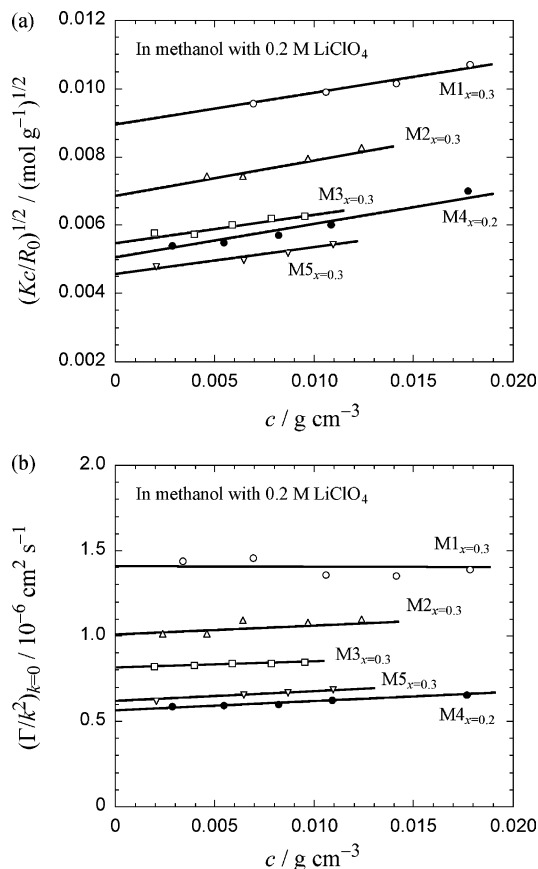 (a)
0.012
In methanol with 0.2 M LiClO₄
0.010
M1ₓ₌₀.₃
0.008
M2ₓ₌₀.₃
0.006
M3ₓ₌₀.₃
M4ₓ₌₀.₂
M5ₓ₌₀.₃
0.004
0.002
(Kc/R₀)¹ᐟ² / (mol g⁻¹)¹ᐟ²
0 0.005 0.010 0.015 0.020
c / g cm⁻³
(b)
2.0
In methanol with 0.2 M LiClO₄
1.5
M1ₓ₌₀.₃
M2ₓ₌₀.₃
1.0
M3ₓ₌₀.₃
M5ₓ₌₀.₃
0.5
M4ₓ₌₀.₂
0
(Γ/k²)ₖ₌₀ / 10⁻⁶ cm² s⁻¹
0 0.005 0.010 0.015 0.020
c / g cm⁻³